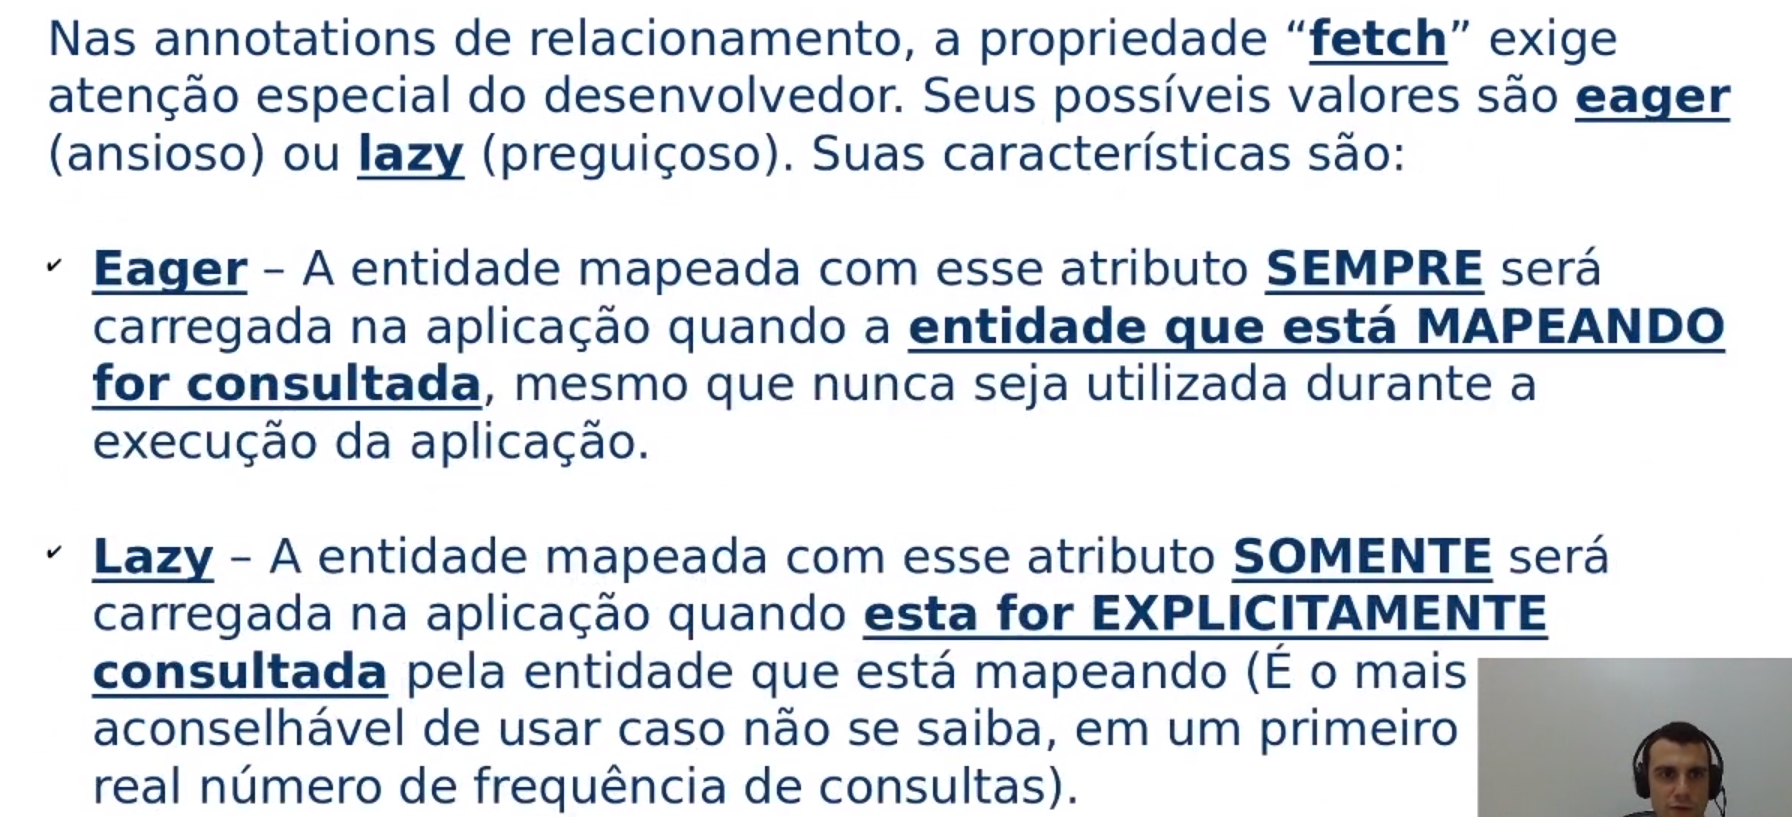 Nas annotations de relacionamento, a propriedade “fetch” exige
atenção especial do desenvolvedor. Seus possíveis valores são eager
(ansioso) ou lazy (preguiçoso). Suas características são:
✔ Eager – A entidade mapeada com esse atributo SEMPRE será
carregada na aplicação quando a entidade que está MAPEANDO
for consultada, mesmo que nunca seja utilizada durante a
execução da aplicação.
✔ Lazy – A entidade mapeada com esse atributo SOMENTE será
carregada na aplicação quando esta for EXPLICITAMENTE
consultada pela entidade que está mapeando (É o mais
aconselhável de usar caso não se saiba, em um primeiro
real número de frequência de consultas).